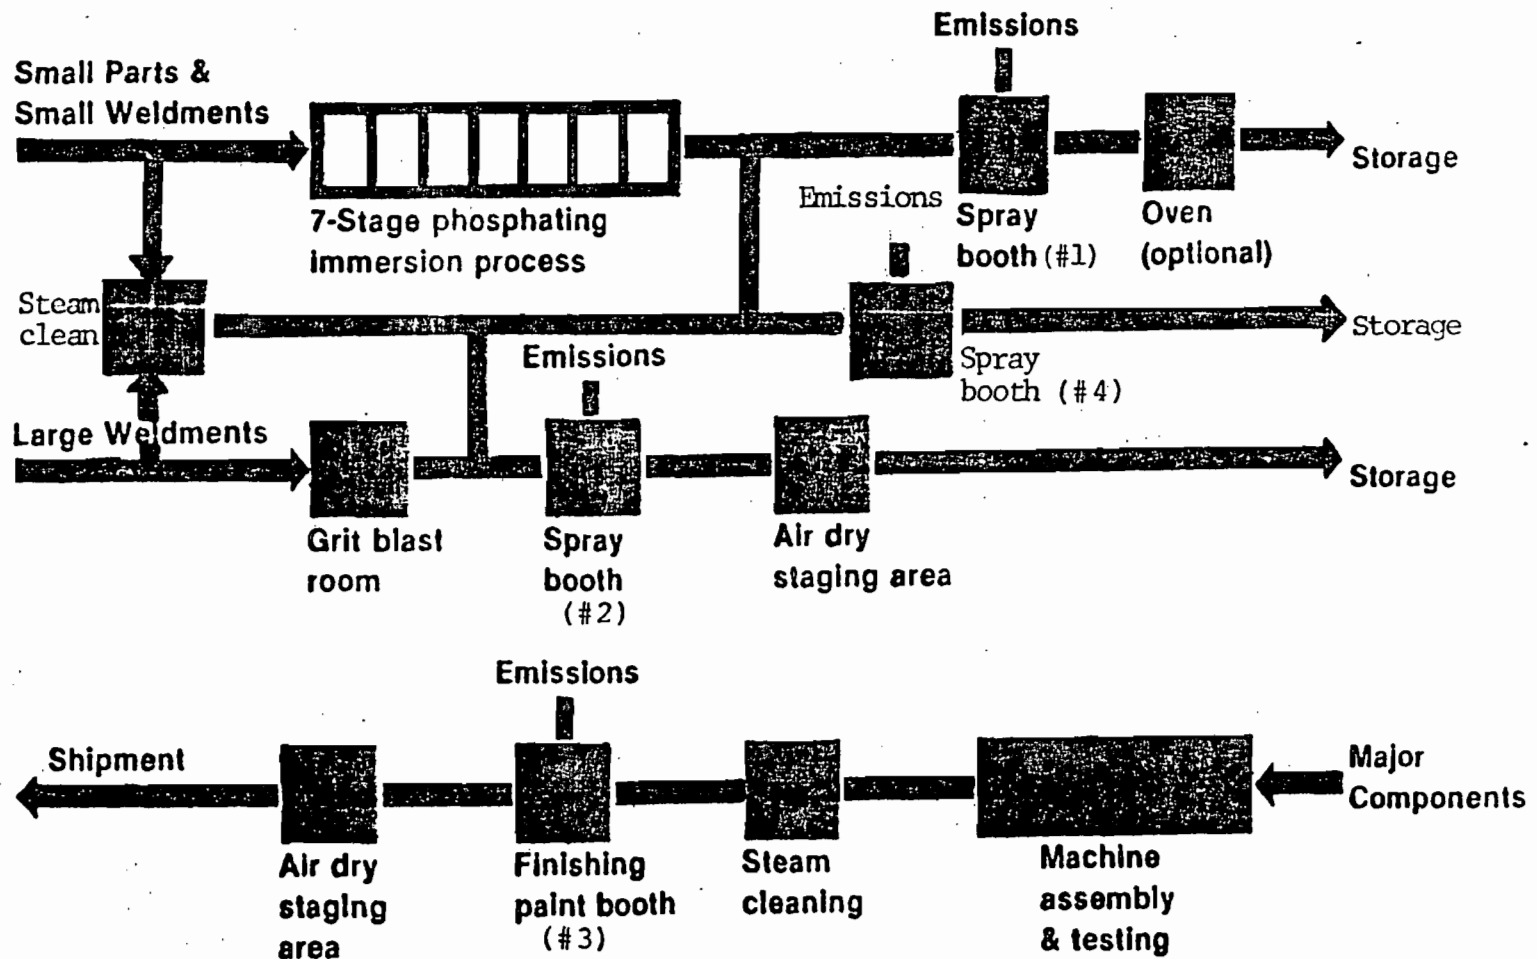 Emissions
Small Parts &
Small Weldments
Storage
7-Stage phosphating
immersion process
Emissions
Spray
booth (#1)
Oven
(optional)
Steam
clean
Storage
Emissions
Spray
booth (#4)
Large Weldments
Storage
Grit blast
room
Spray
booth
(#2)
Air dry
staging area
Emissions
Shipment
Major
Components
Air dry
staging
area
Finishing
paint booth
(#3)
Steam
cleaning
Machine
assembly
& testing